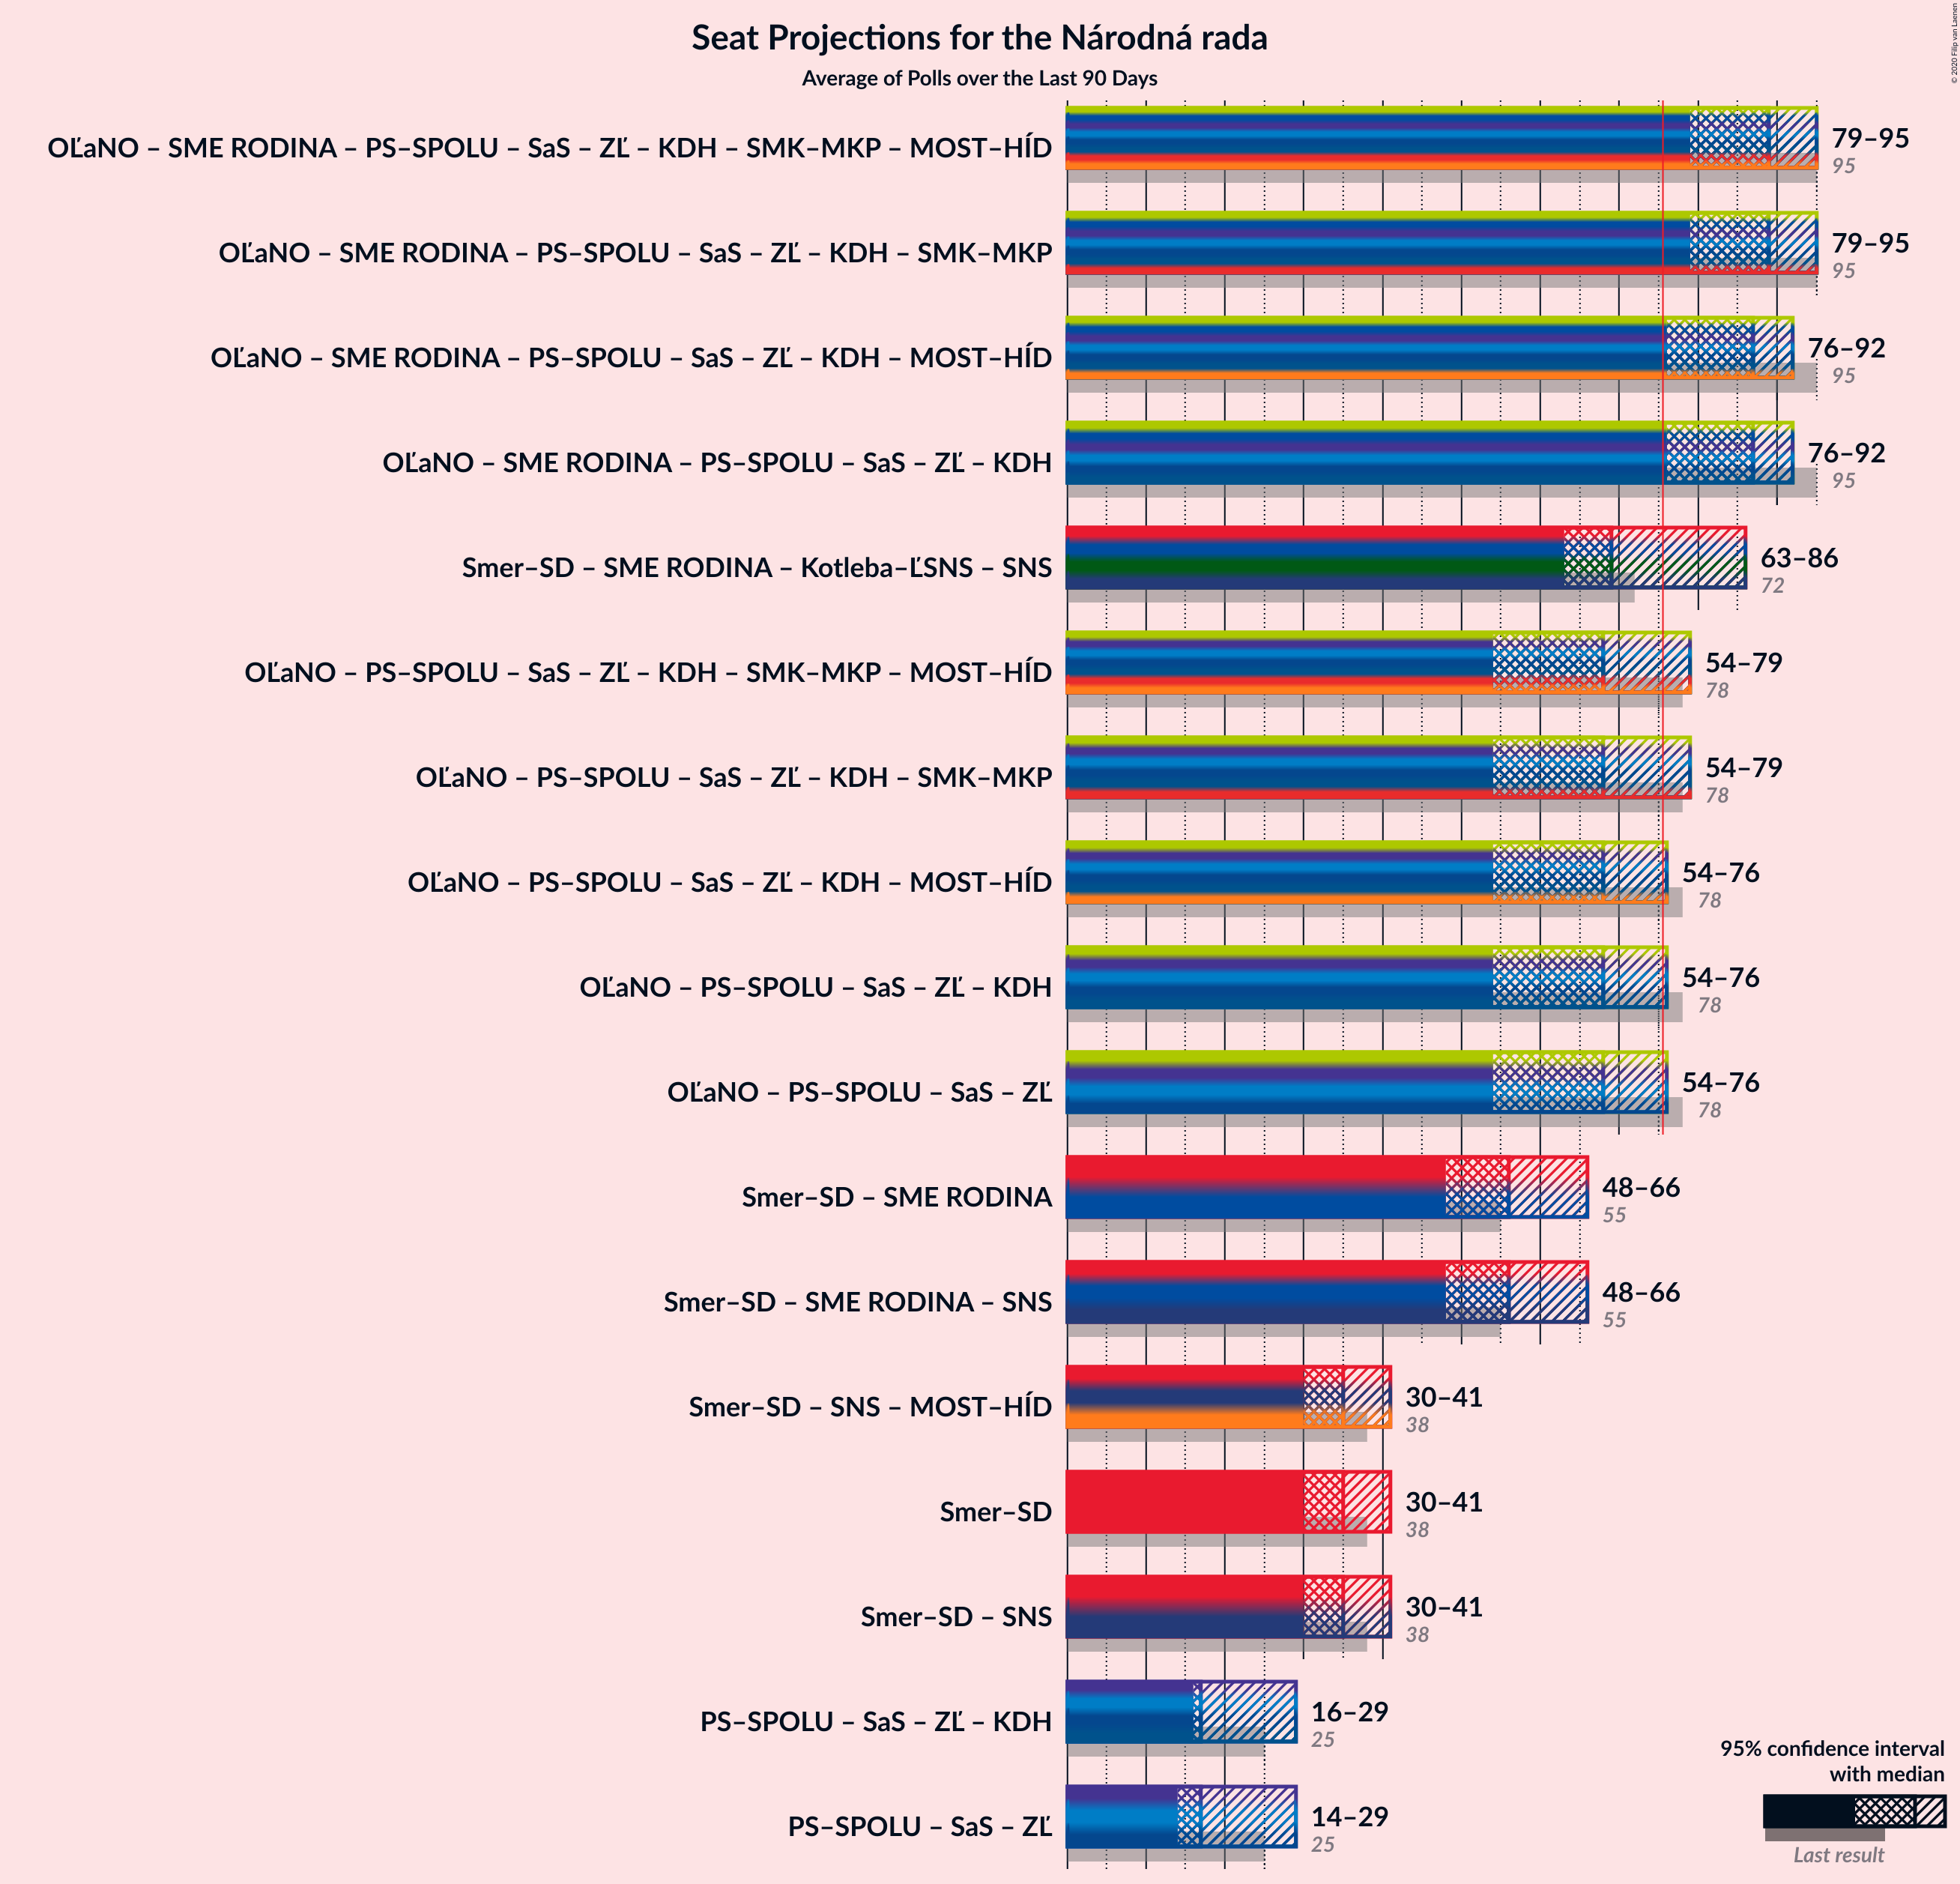 Seat Projections for the Národná rada
Average of Polls over the Last 90 Days
© 2020 Filip van Laenen
OĽaNO – SME RODINA – PS–SPOLU – SaS – ZĽ – KDH – SMK–MKP – MOST–HÍD
79–95
95
OĽaNO – SME RODINA – PS–SPOLU – SaS – ZĽ – KDH – SMK–MKP
79–95
95
OĽaNO – SME RODINA – PS–SPOLU – SaS – ZĽ – KDH – MOST–HÍD
76–92
95
OĽaNO – SME RODINA – PS–SPOLU – SaS – ZĽ – KDH
76–92
95
Smer–SD – SME RODINA – Kotleba–ĽSNS – SNS
63–86
72
OĽaNO – PS–SPOLU – SaS – ZĽ – KDH – SMK–MKP – MOST–HÍD
54–79
78
OĽaNO – PS–SPOLU – SaS – ZĽ – KDH – SMK–MKP
54–79
78
OĽaNO – PS–SPOLU – SaS – ZĽ – KDH – MOST–HÍD
54–76
78
OĽaNO – PS–SPOLU – SaS – ZĽ – KDH
54–76
78
OĽaNO – PS–SPOLU – SaS – ZĽ
54–76
78
Smer–SD – SME RODINA
48–66
55
Smer–SD – SME RODINA – SNS
48–66
55
Smer–SD – SNS – MOST–HÍD
30–41
38
Smer–SD
30–41
38
Smer–SD – SNS
30–41
38
PS–SPOLU – SaS – ZĽ – KDH
16–29
25
PS–SPOLU – SaS – ZĽ
14–29
25
95% confidence interval
with median
Last result